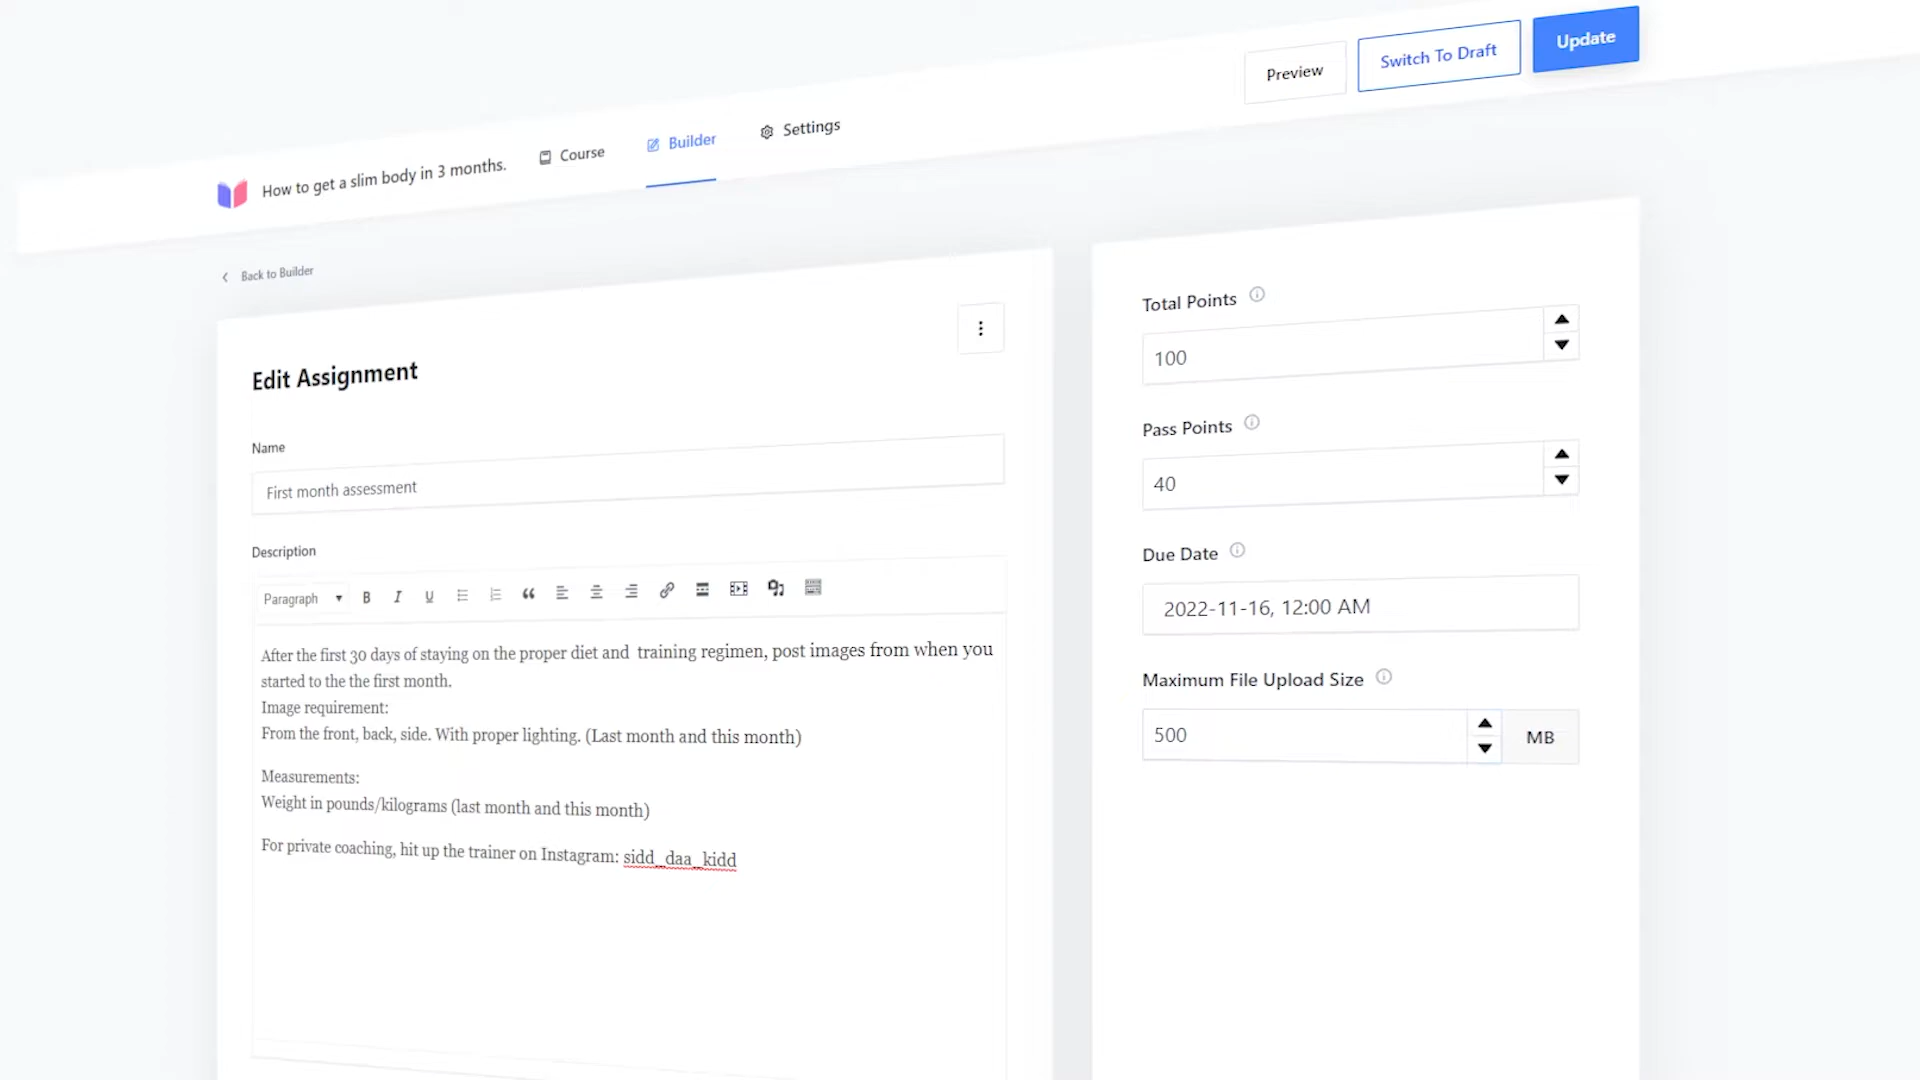 Preview
Switch To Draft
Update
How to get a slim body in 3 months.
Course
Builder
Settings
Back to Builder
Edit Assignment
Name
First month assessment
Description
Paragraph
B I U
After the first 30 days of staying on the proper diet and  training regimen, post images from when you
started to the the first month.
Image requirement:
From the front, back, side. With proper lighting. (Last month and this month)
Measurements:
Weight in pounds/kilograms (last month and this month)
For private coaching, hit up the trainer on Instagram: sidd_daa_kidd
Total Points
100
Pass Points
40
Due Date
2022-11-16, 12:00 AM
Maximum File Upload Size
500
MB